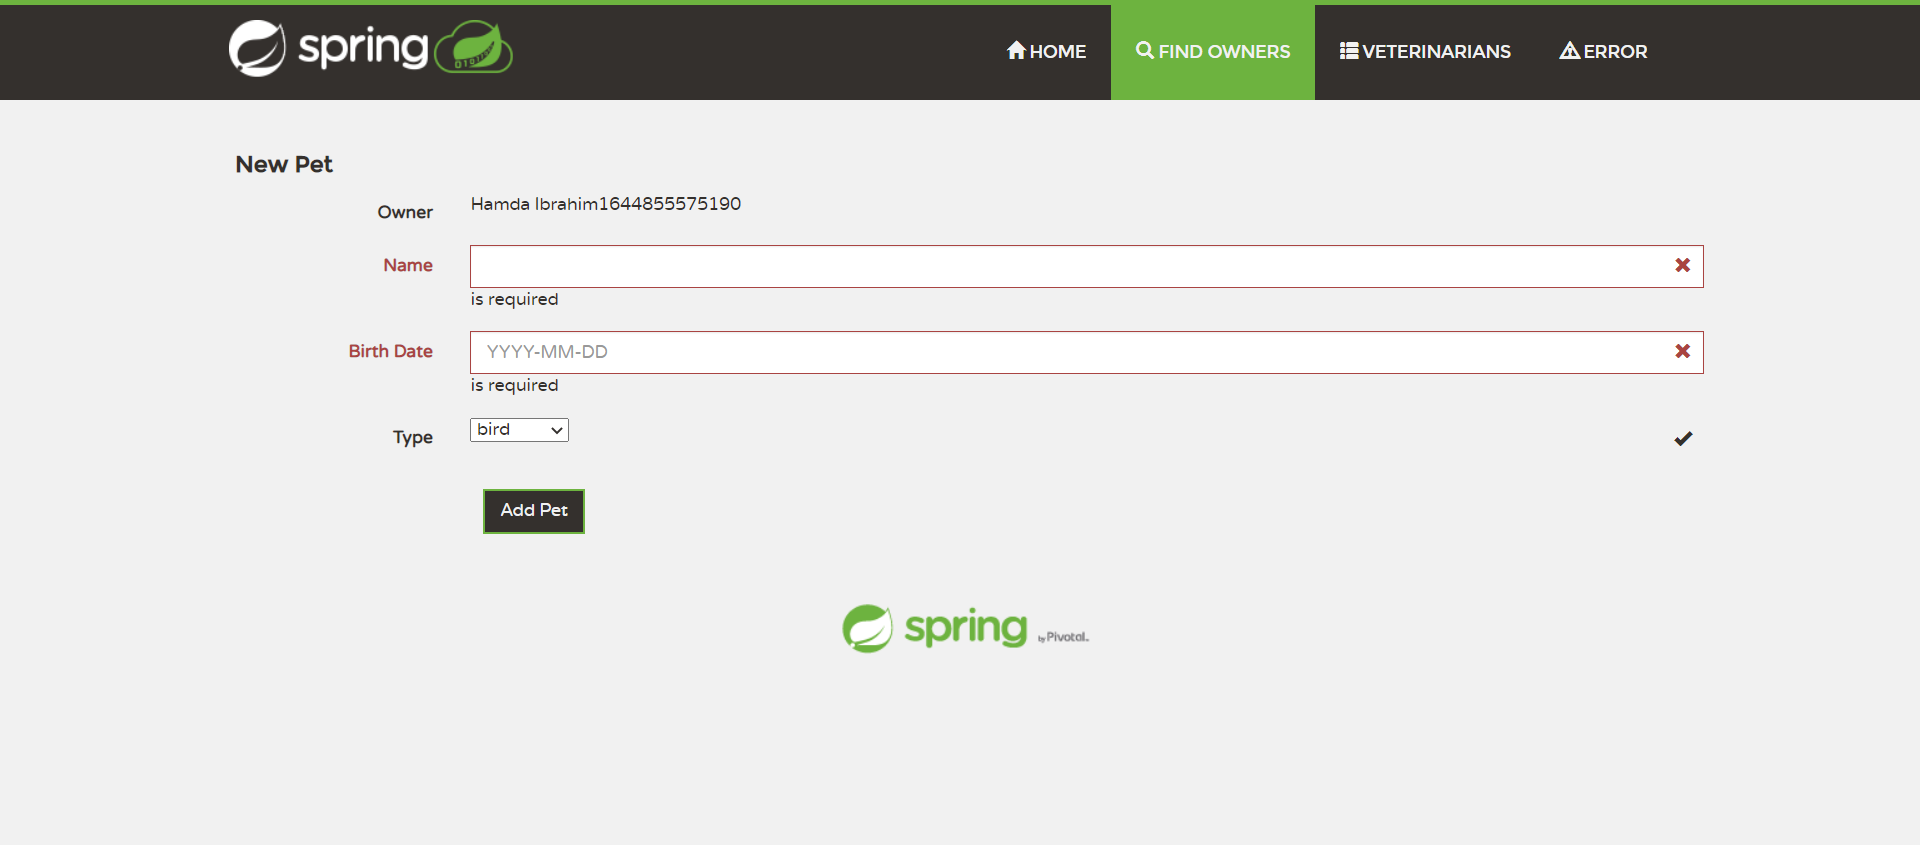 spring
HOME
FIND OWNERS
VETERINARIANS
ERROR
New Pet
Owner Hamda Ibrahim1644855575190
Name
is required
Birth Date YYYY-MM-DD
is required
Type bird
Add Pet
spring by Pivotal